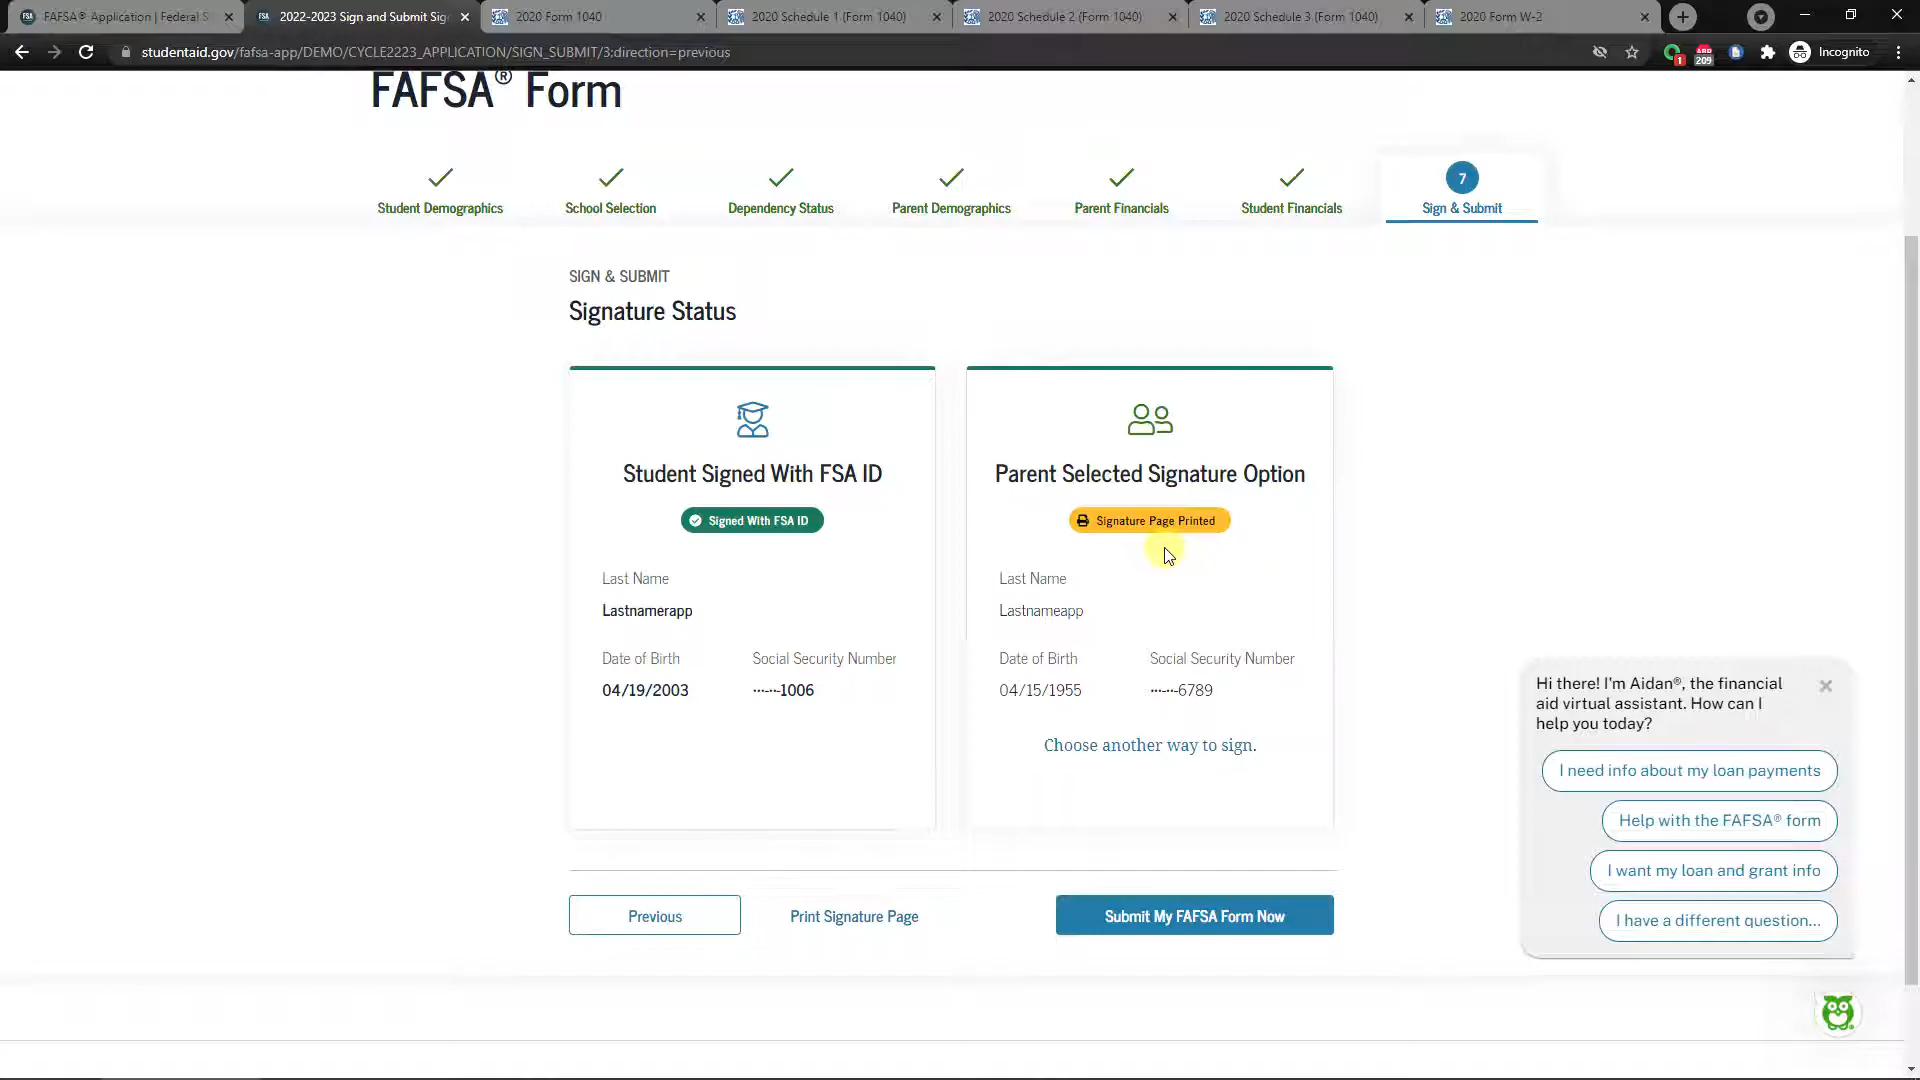 FAFSA® Application | Federal S
2022-2023 Sign and Submit Sig
2020 Form 1040
2020 Schedule 1 (Form 1040)
2020 Schedule 2 (Form 1040)
2020 Schedule 3 (Form 1040)
2020 Form W-2
studentaid.gov/fafsa-app/DEMO/CYCLE2223_APPLICATION/SIGN_SUBMIT/3;direction=previous
1
209
Incognito
FAFSA® Form
7
Student Demographics
School Selection
Dependency Status
Parent Demographics
Parent Financials
Student Financials
Sign & Submit
SIGN & SUBMIT
Signature Status
Student Signed With FSA ID
Signed With FSA ID
Last Name
Lastnamerapp
Date of Birth
Social Security Number
04/19/2003
•••-••-1006
Parent Selected Signature Option
Signature Page Printed
Last Name
Lastnameapp
Date of Birth
Social Security Number
04/15/1955
•••-••-6789
Choose another way to sign.
Previous
Print Signature Page
Submit My FAFSA Form Now
Hi there! I'm Aidan®, the financial
aid virtual assistant. How can I
help you today?
I need info about my loan payments
Help with the FAFSA® form
I want my loan and grant info
I have a different question...